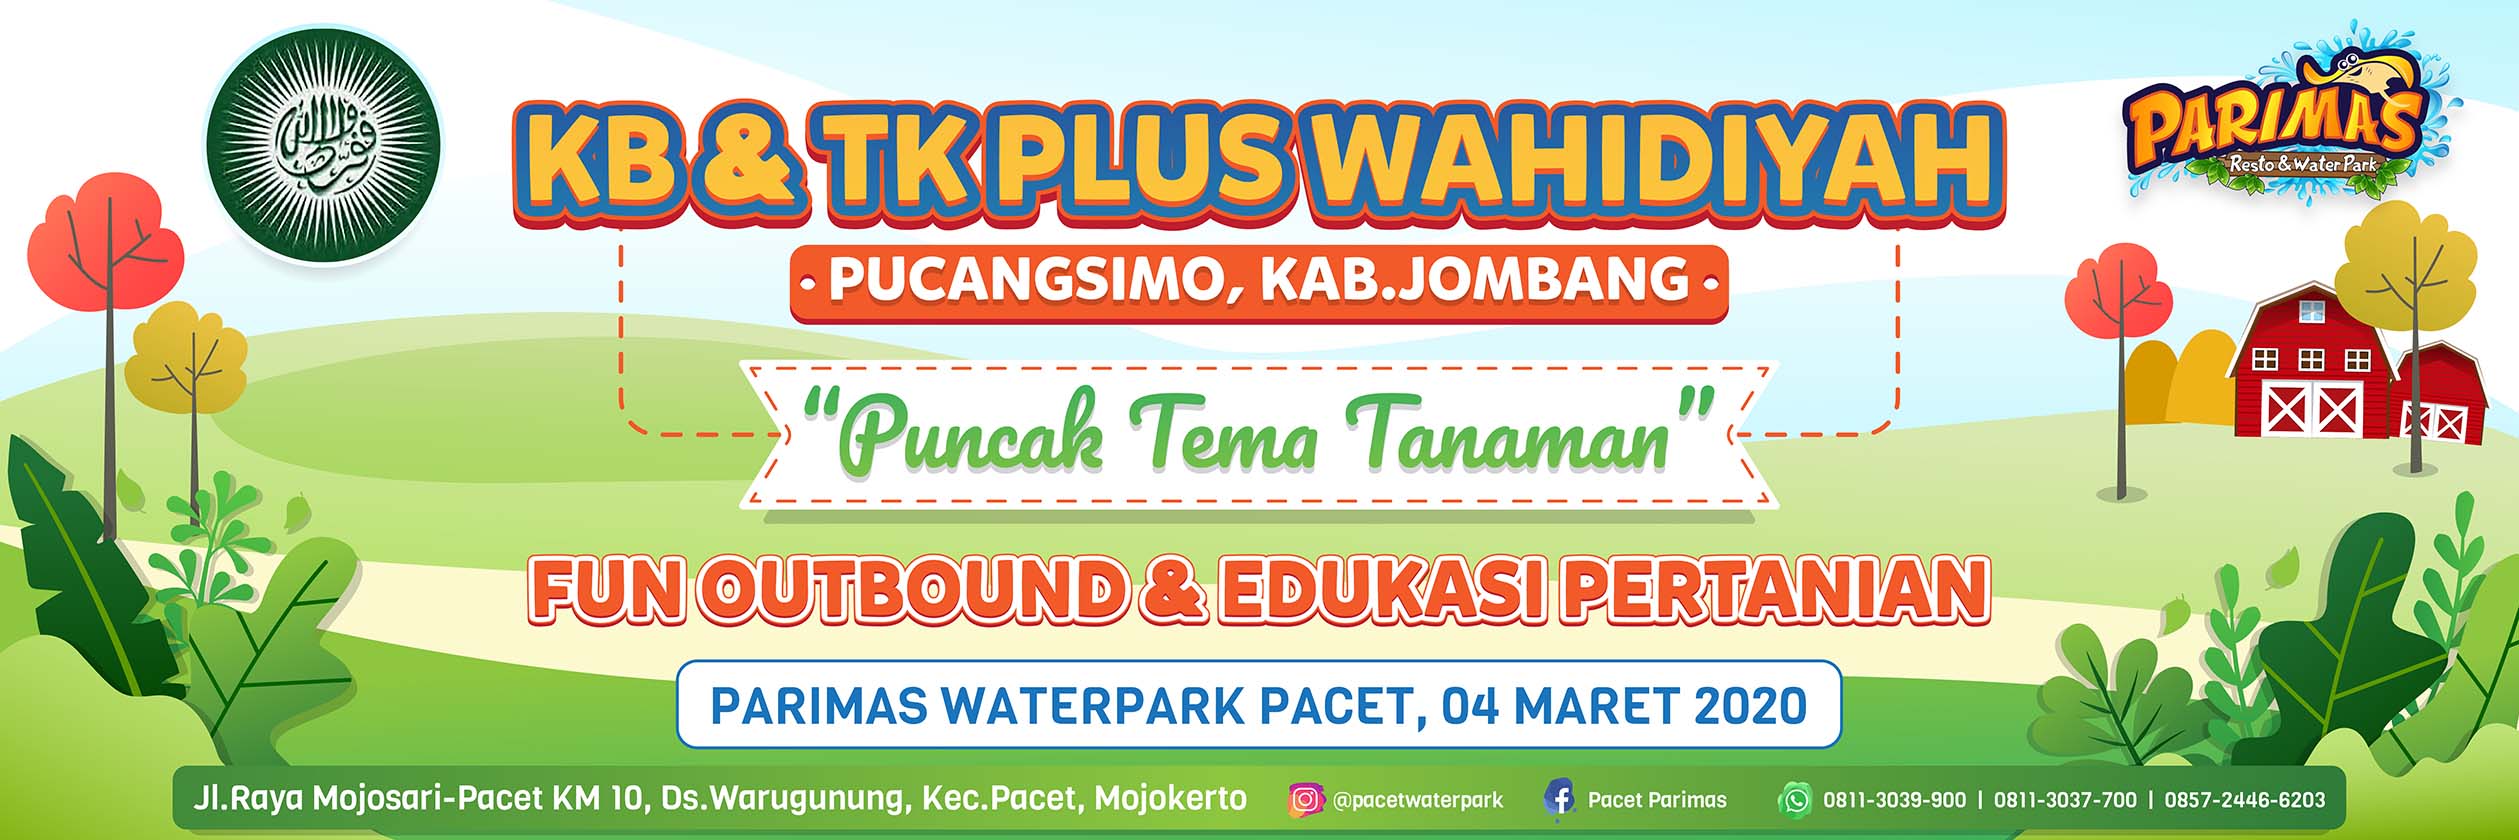 KB & TK PLUS WAHIDIYAH
PARIMAS
Resto & Water Park
• PUCANGSIMO, KAB.JOMBANG •
“Puncak Tema Tanaman”
FUN OUTBOUND & EDUKASI PERTANIAN
PARIMAS WATERPARK PACET, 04 MARET 2020
Jl.Raya Mojosari-Pacet KM 10, Ds.Warugunung, Kec.Pacet, Mojokerto @pacetwaterpark Pacet Parimas 0811-3039-900 | 0811-3037-700 | 0857-2446-6203